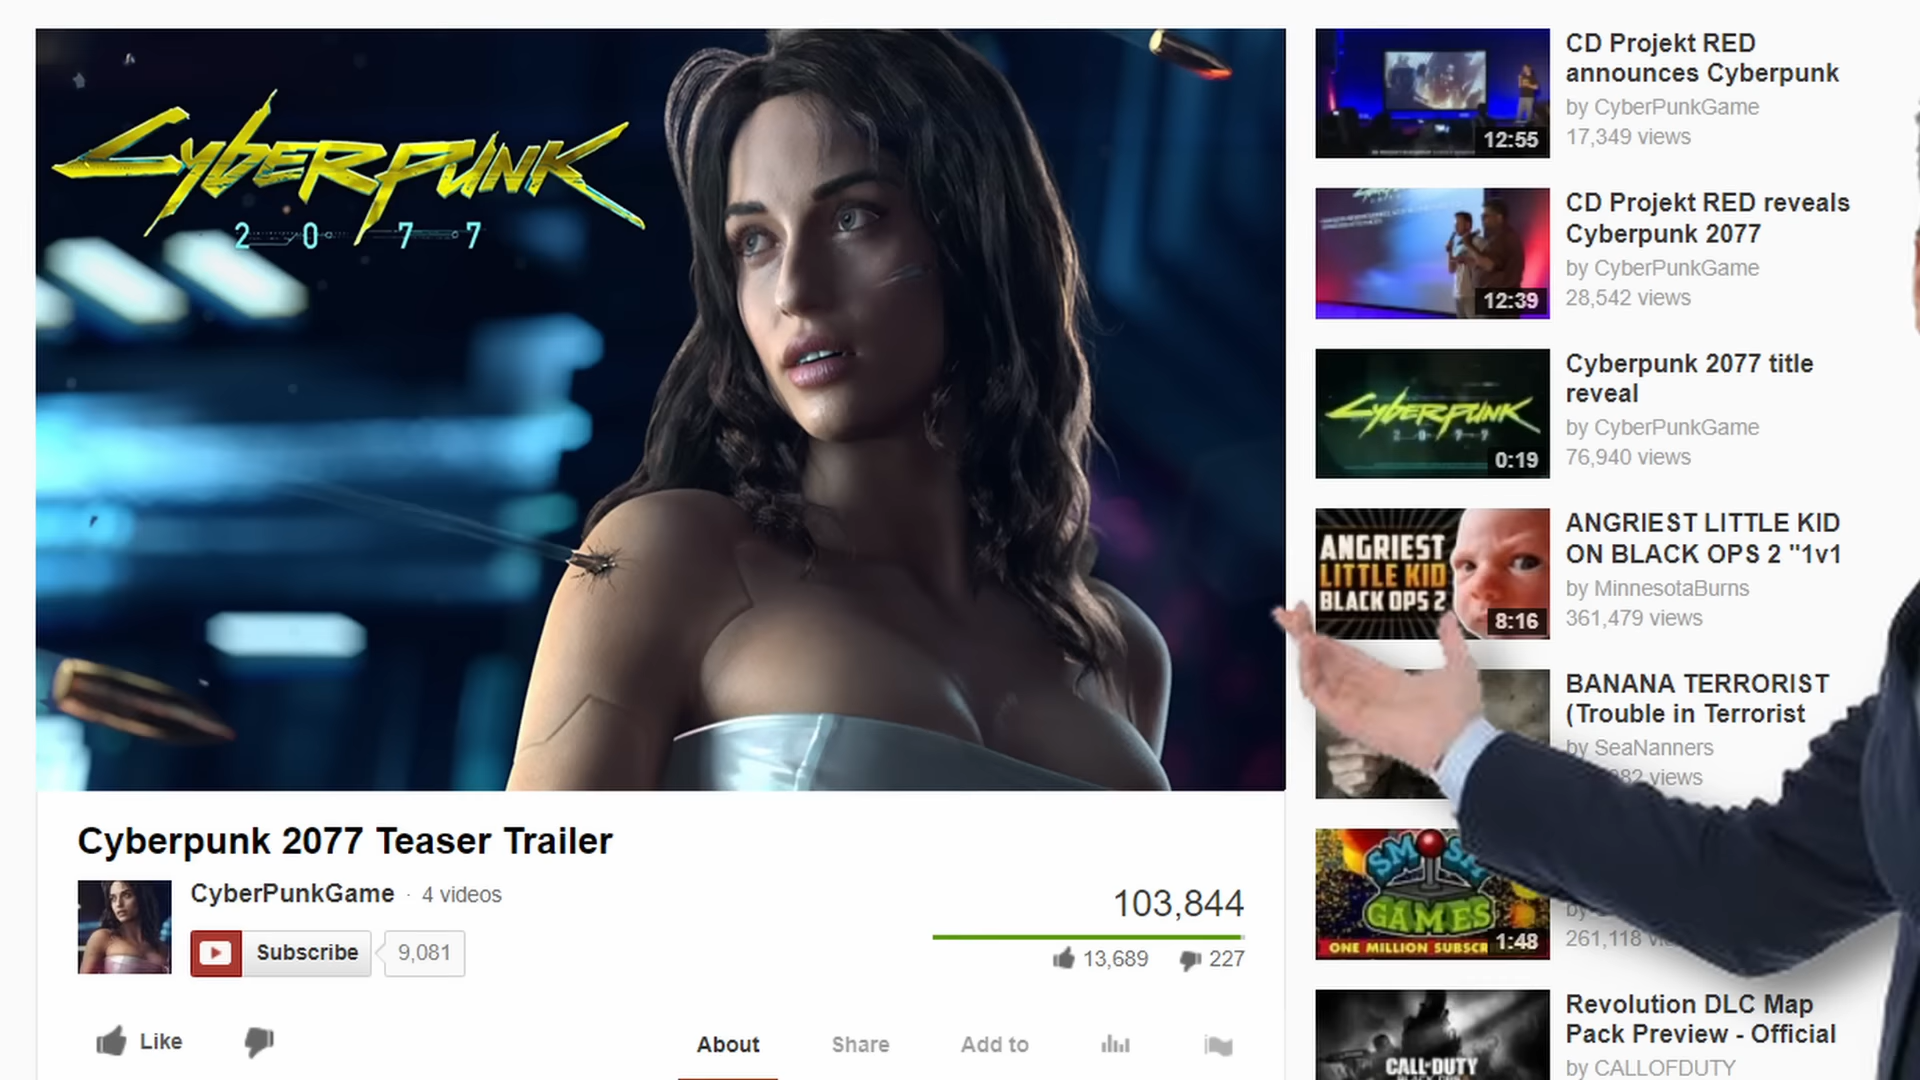 CYBERPUNK
2077
Cyberpunk 2077 Teaser Trailer
CyberPunkGame · 4 videos
Subscribe 9,081
103,844
13,689 227
Like
About Share Add to
12:55
CD Projekt RED
announces Cyberpunk
by CyberPunkGame
17,349 views
12:39
CD Projekt RED reveals
Cyberpunk 2077
by CyberPunkGame
28,542 views
CYBERPUNK
2077
0:19
Cyberpunk 2077 title
reveal
by CyberPunkGame
76,940 views
ANGRIEST
LITTLE KID
BLACK OPS 2
8:16
ANGRIEST LITTLE KID
ON BLACK OPS 2 "1v1
by MinnesotaBurns
361,479 views
BANANA TERRORIST
(Trouble in Terrorist
by SeaNanners
views
GAMES
ONE MILLION
1:48
by
261,118
CALL OF DUTY
Revolution DLC Map
Pack Preview - Official
by CALLOFDUTY